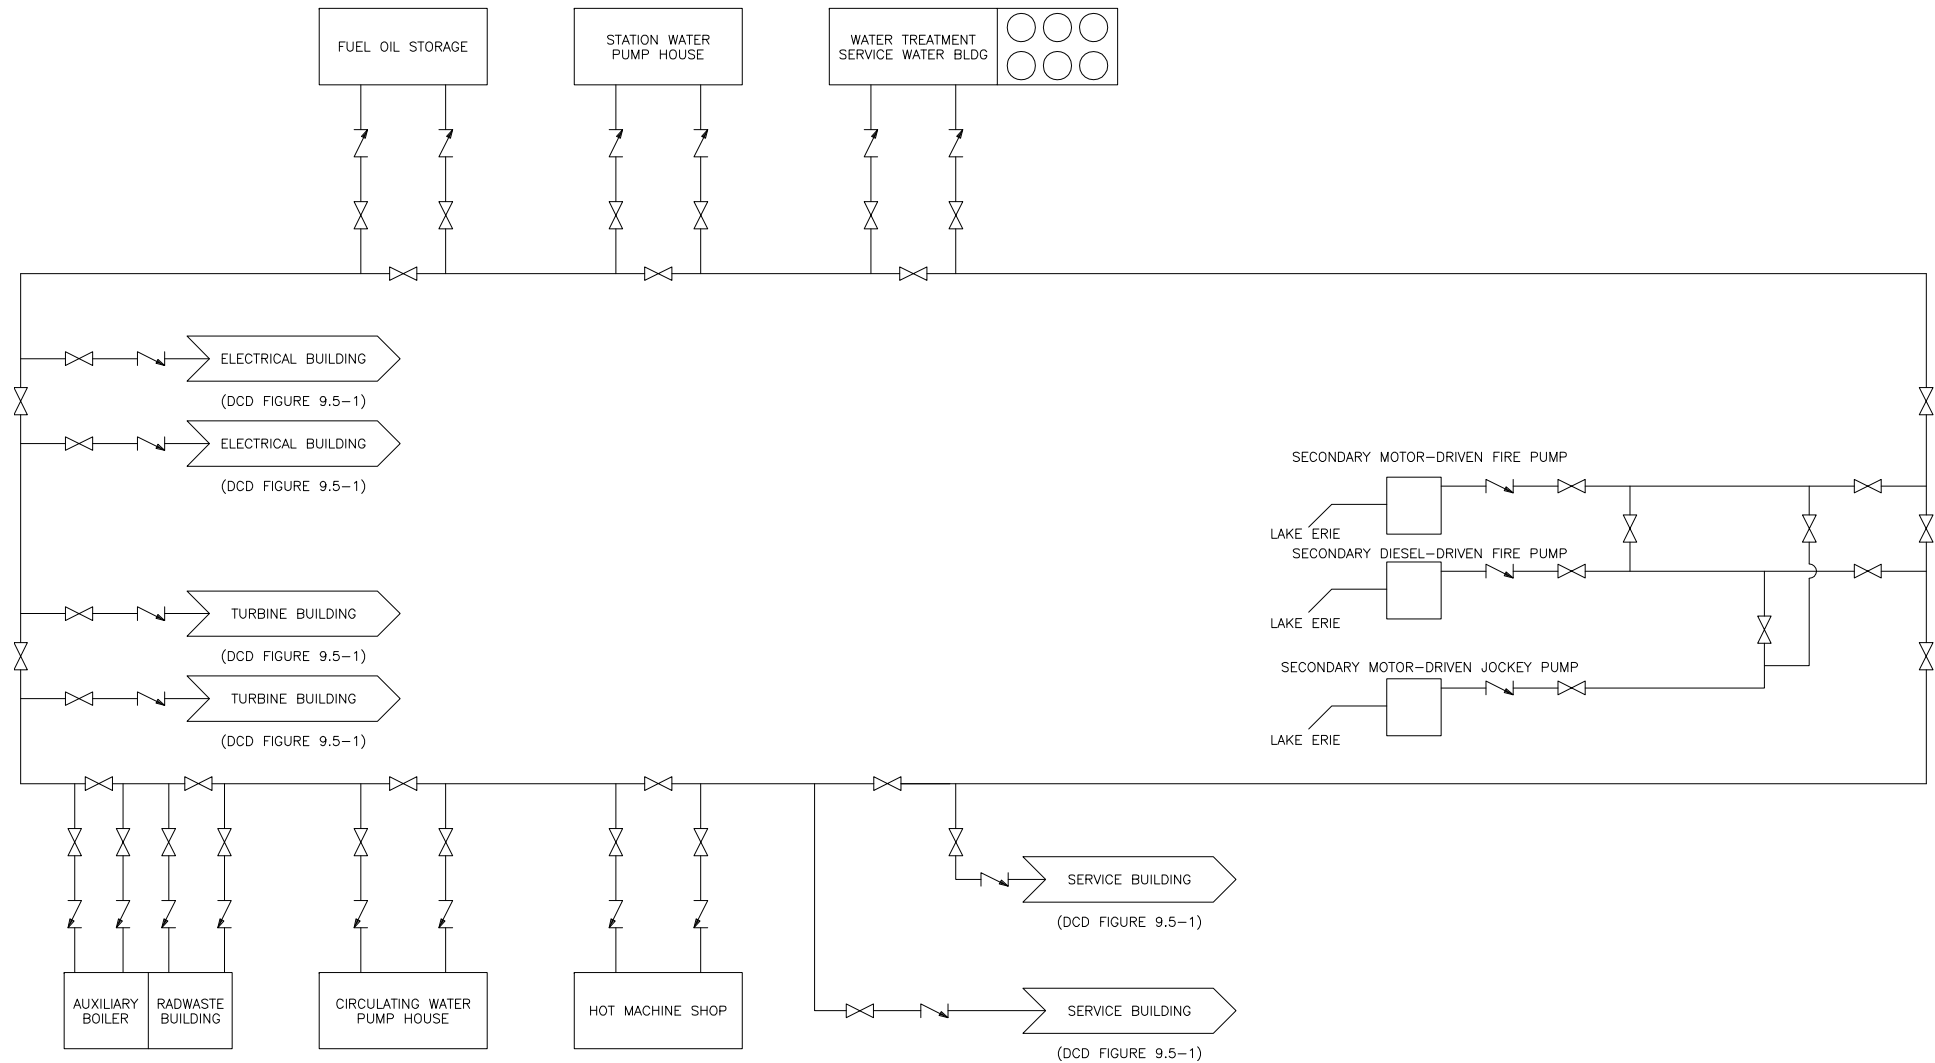 FUEL OIL STORAGE
STATION WATER
PUMP HOUSE
WATER TREATMENT
SERVICE WATER BLDG
ELECTRICAL BUILDING
(DCD FIGURE 9.5-1)
ELECTRICAL BUILDING
(DCD FIGURE 9.5-1)
SECONDARY MOTOR-DRIVEN FIRE PUMP
LAKE ERIE
SECONDARY DIESEL-DRIVEN FIRE PUMP
LAKE ERIE
TURBINE BUILDING
(DCD FIGURE 9.5-1)
SECONDARY MOTOR-DRIVEN JOCKEY PUMP
LAKE ERIE
TURBINE BUILDING
(DCD FIGURE 9.5-1)
SERVICE BUILDING
(DCD FIGURE 9.5-1)
AUXILIARY
BOILER
RADWASTE
BUILDING
CIRCULATING WATER
PUMP HOUSE
HOT MACHINE SHOP
SERVICE BUILDING
(DCD FIGURE 9.5-1)